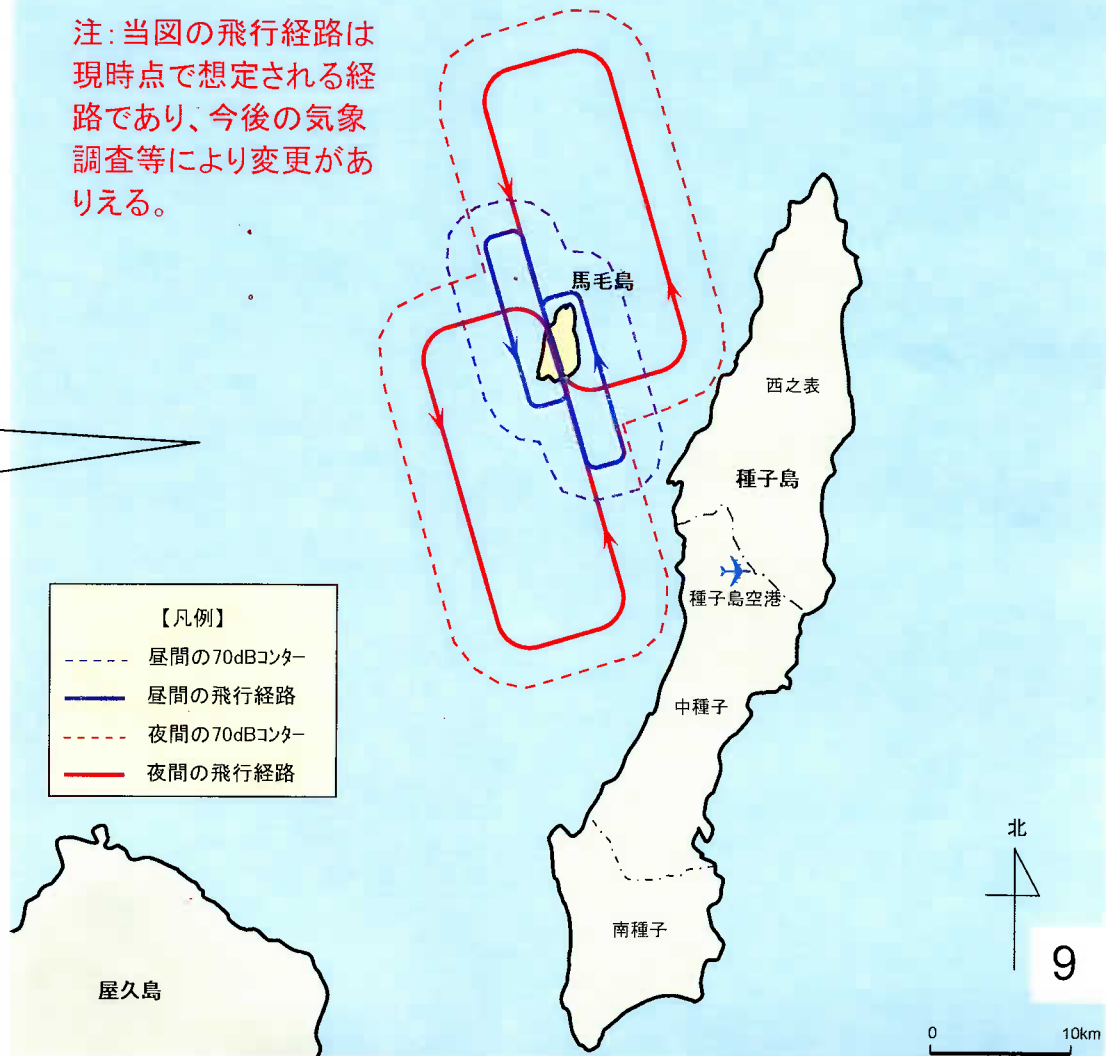 注：当図の飛行経路は
現時点で想定される経
路であり、今後の気象
調査等により変更があ
りえる。
馬毛島
西之表
種子島
種子島空港
【凡例】
昼間の70dBコンター
昼間の飛行経路
夜間の70dBコンター
夜間の飛行経路
中種子
北
南種子
9
屋久島
0 10km